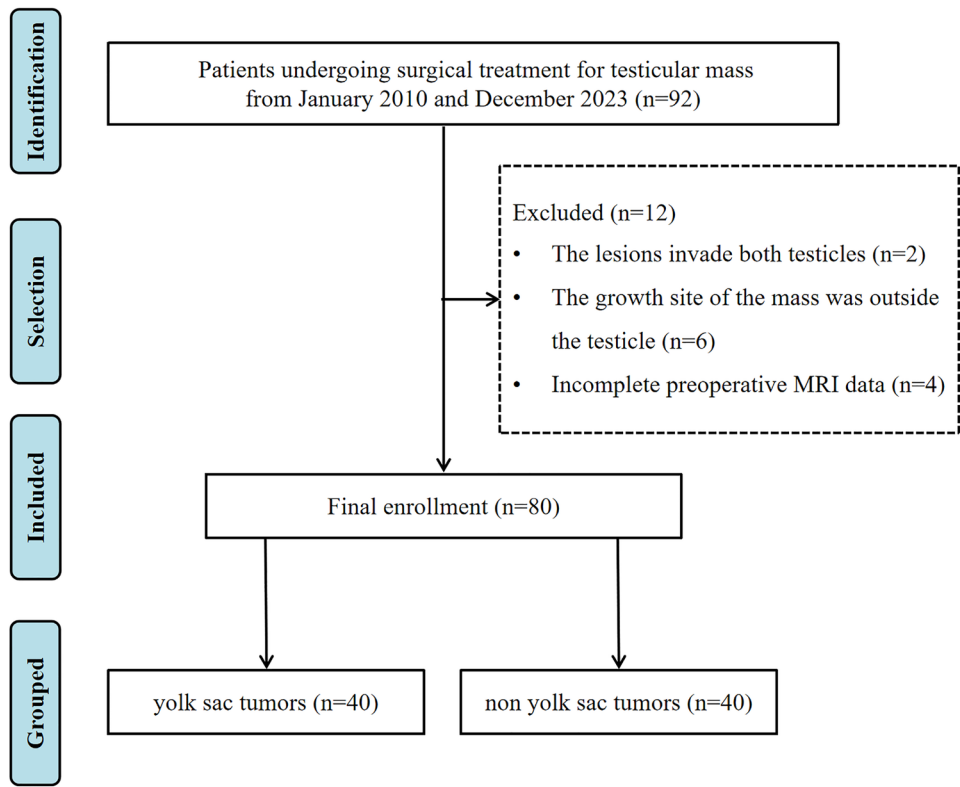 Identification
Patients undergoing surgical treatment for testicular mass
from January 2010 and December 2023 (n=92)
Selection
Excluded (n=12)
• The lesions invade both testicles (n=2)
• The growth site of the mass was outside
the testicle (n=6)
• Incomplete preoperative MRI data (n=4)
Included
Final enrollment (n=80)
Grouped
yolk sac tumors (n=40)
non yolk sac tumors (n=40)